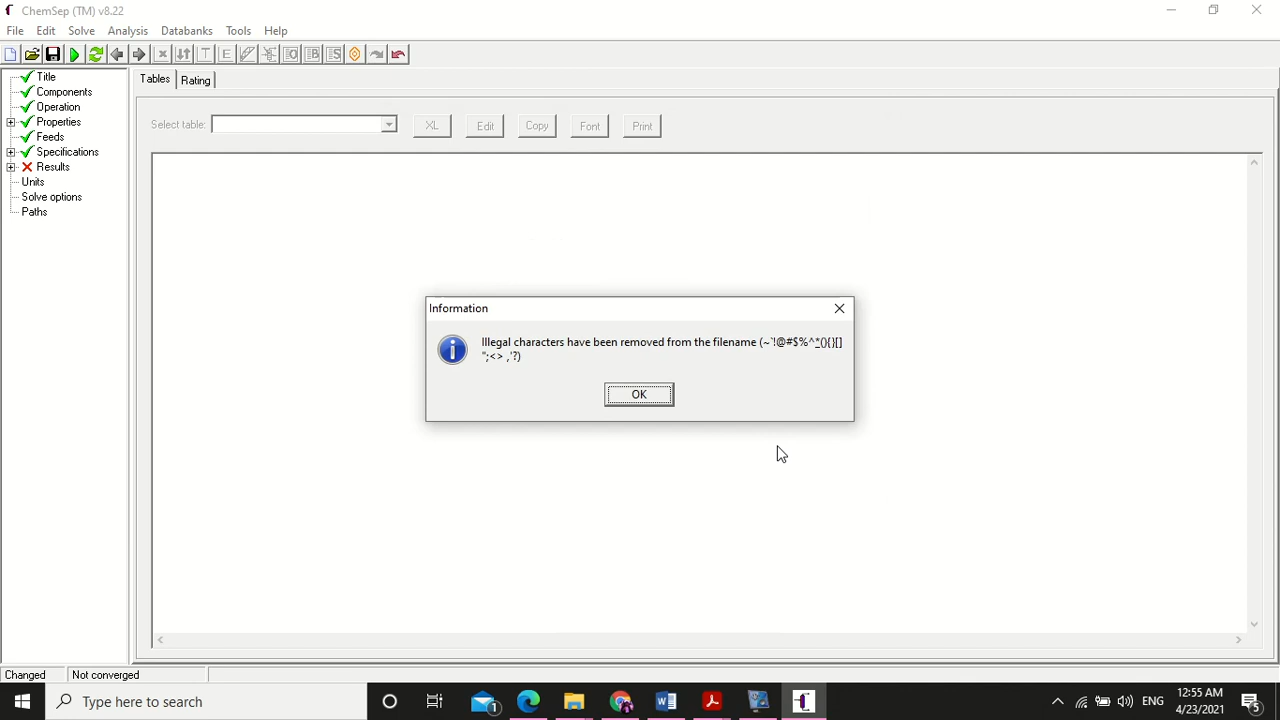 ChemSep (TM) v8.22
File Edit Solve Analysis Databanks Tools Help
Title
Components
Operation
Properties
Feeds
Specifications
Results
Units
Solve options
Paths
Tables Rating
Select table: XL Edit Copy Font Print
Information
Illegal characters have been removed from the filename (~`!@#$%^*(){}[]
";<> ,'?)
OK
Changed Not converged
Type here to search
1
ENG
12:55 AM
4/23/2021
5